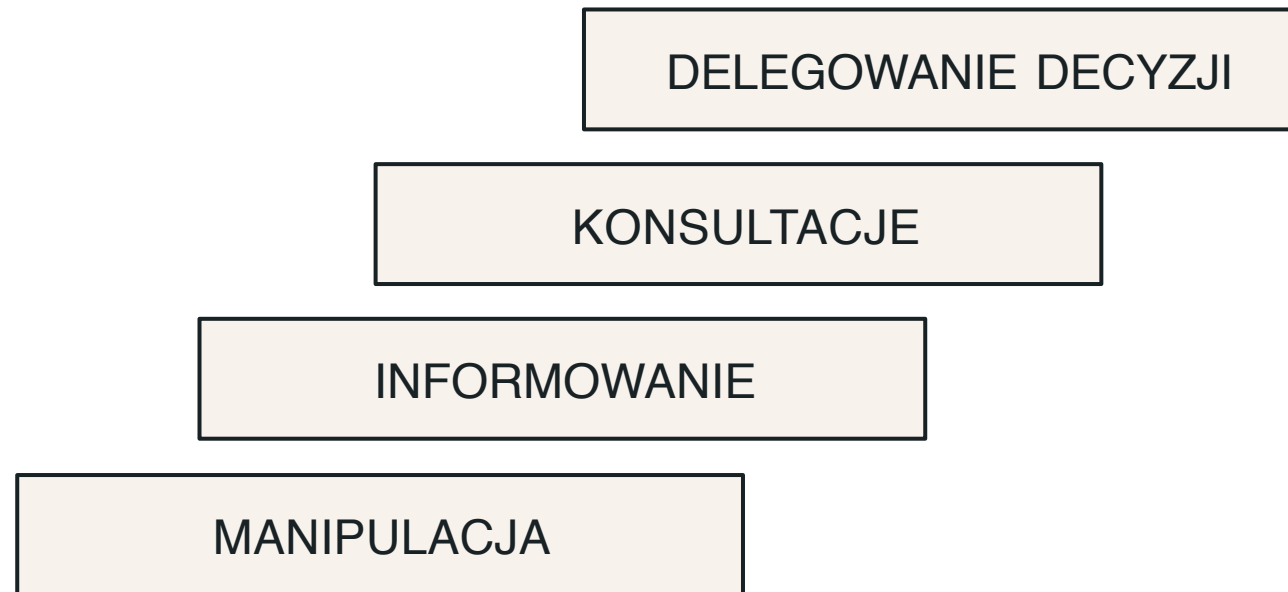 DELEGOWANIE DECYZJI
KONSULTACJE
INFORMOWANIE
MANIPULACJA